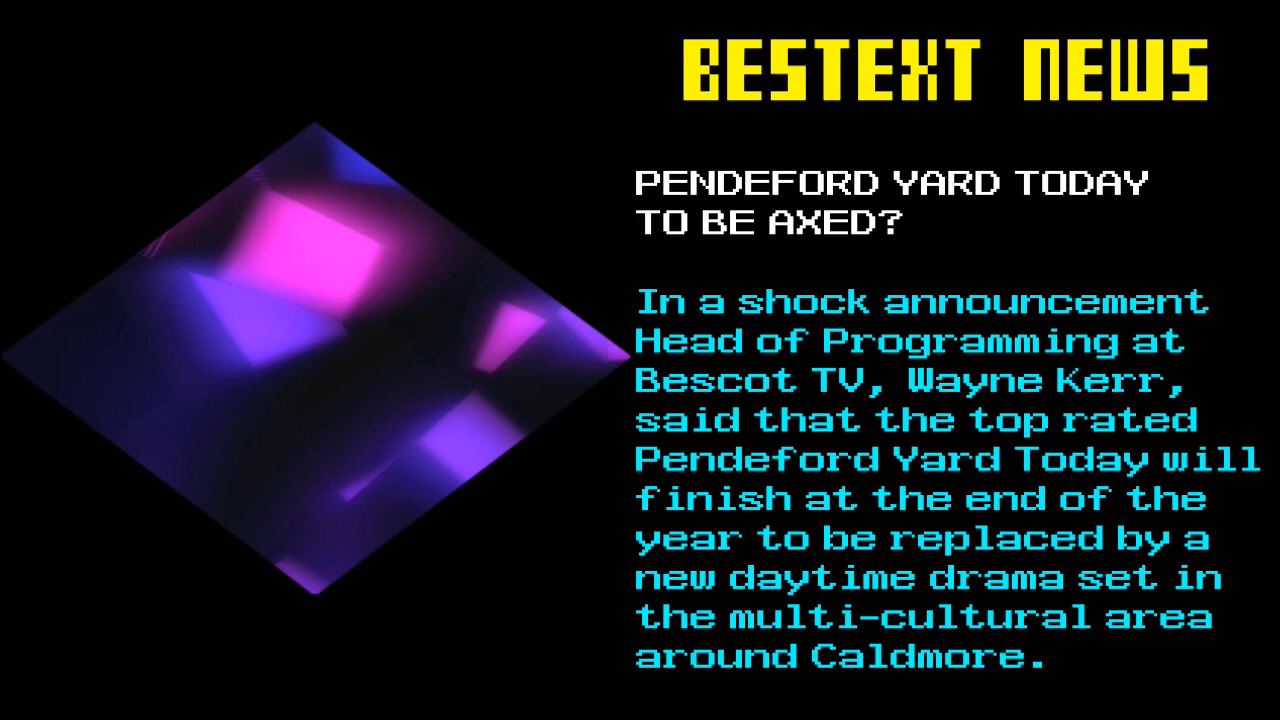 BESTEXT NEWS
PENDEFORD YARD TODAY
TO BE AXED?
In a shock announcement
Head of Programming at
Bescot TV, Wayne Kerr,
said that the top rated
Pendeford Yard Today will
finish at the end of the
year to be replaced by a
new daytime drama set in
the multi-cultural area
around Caldmore.